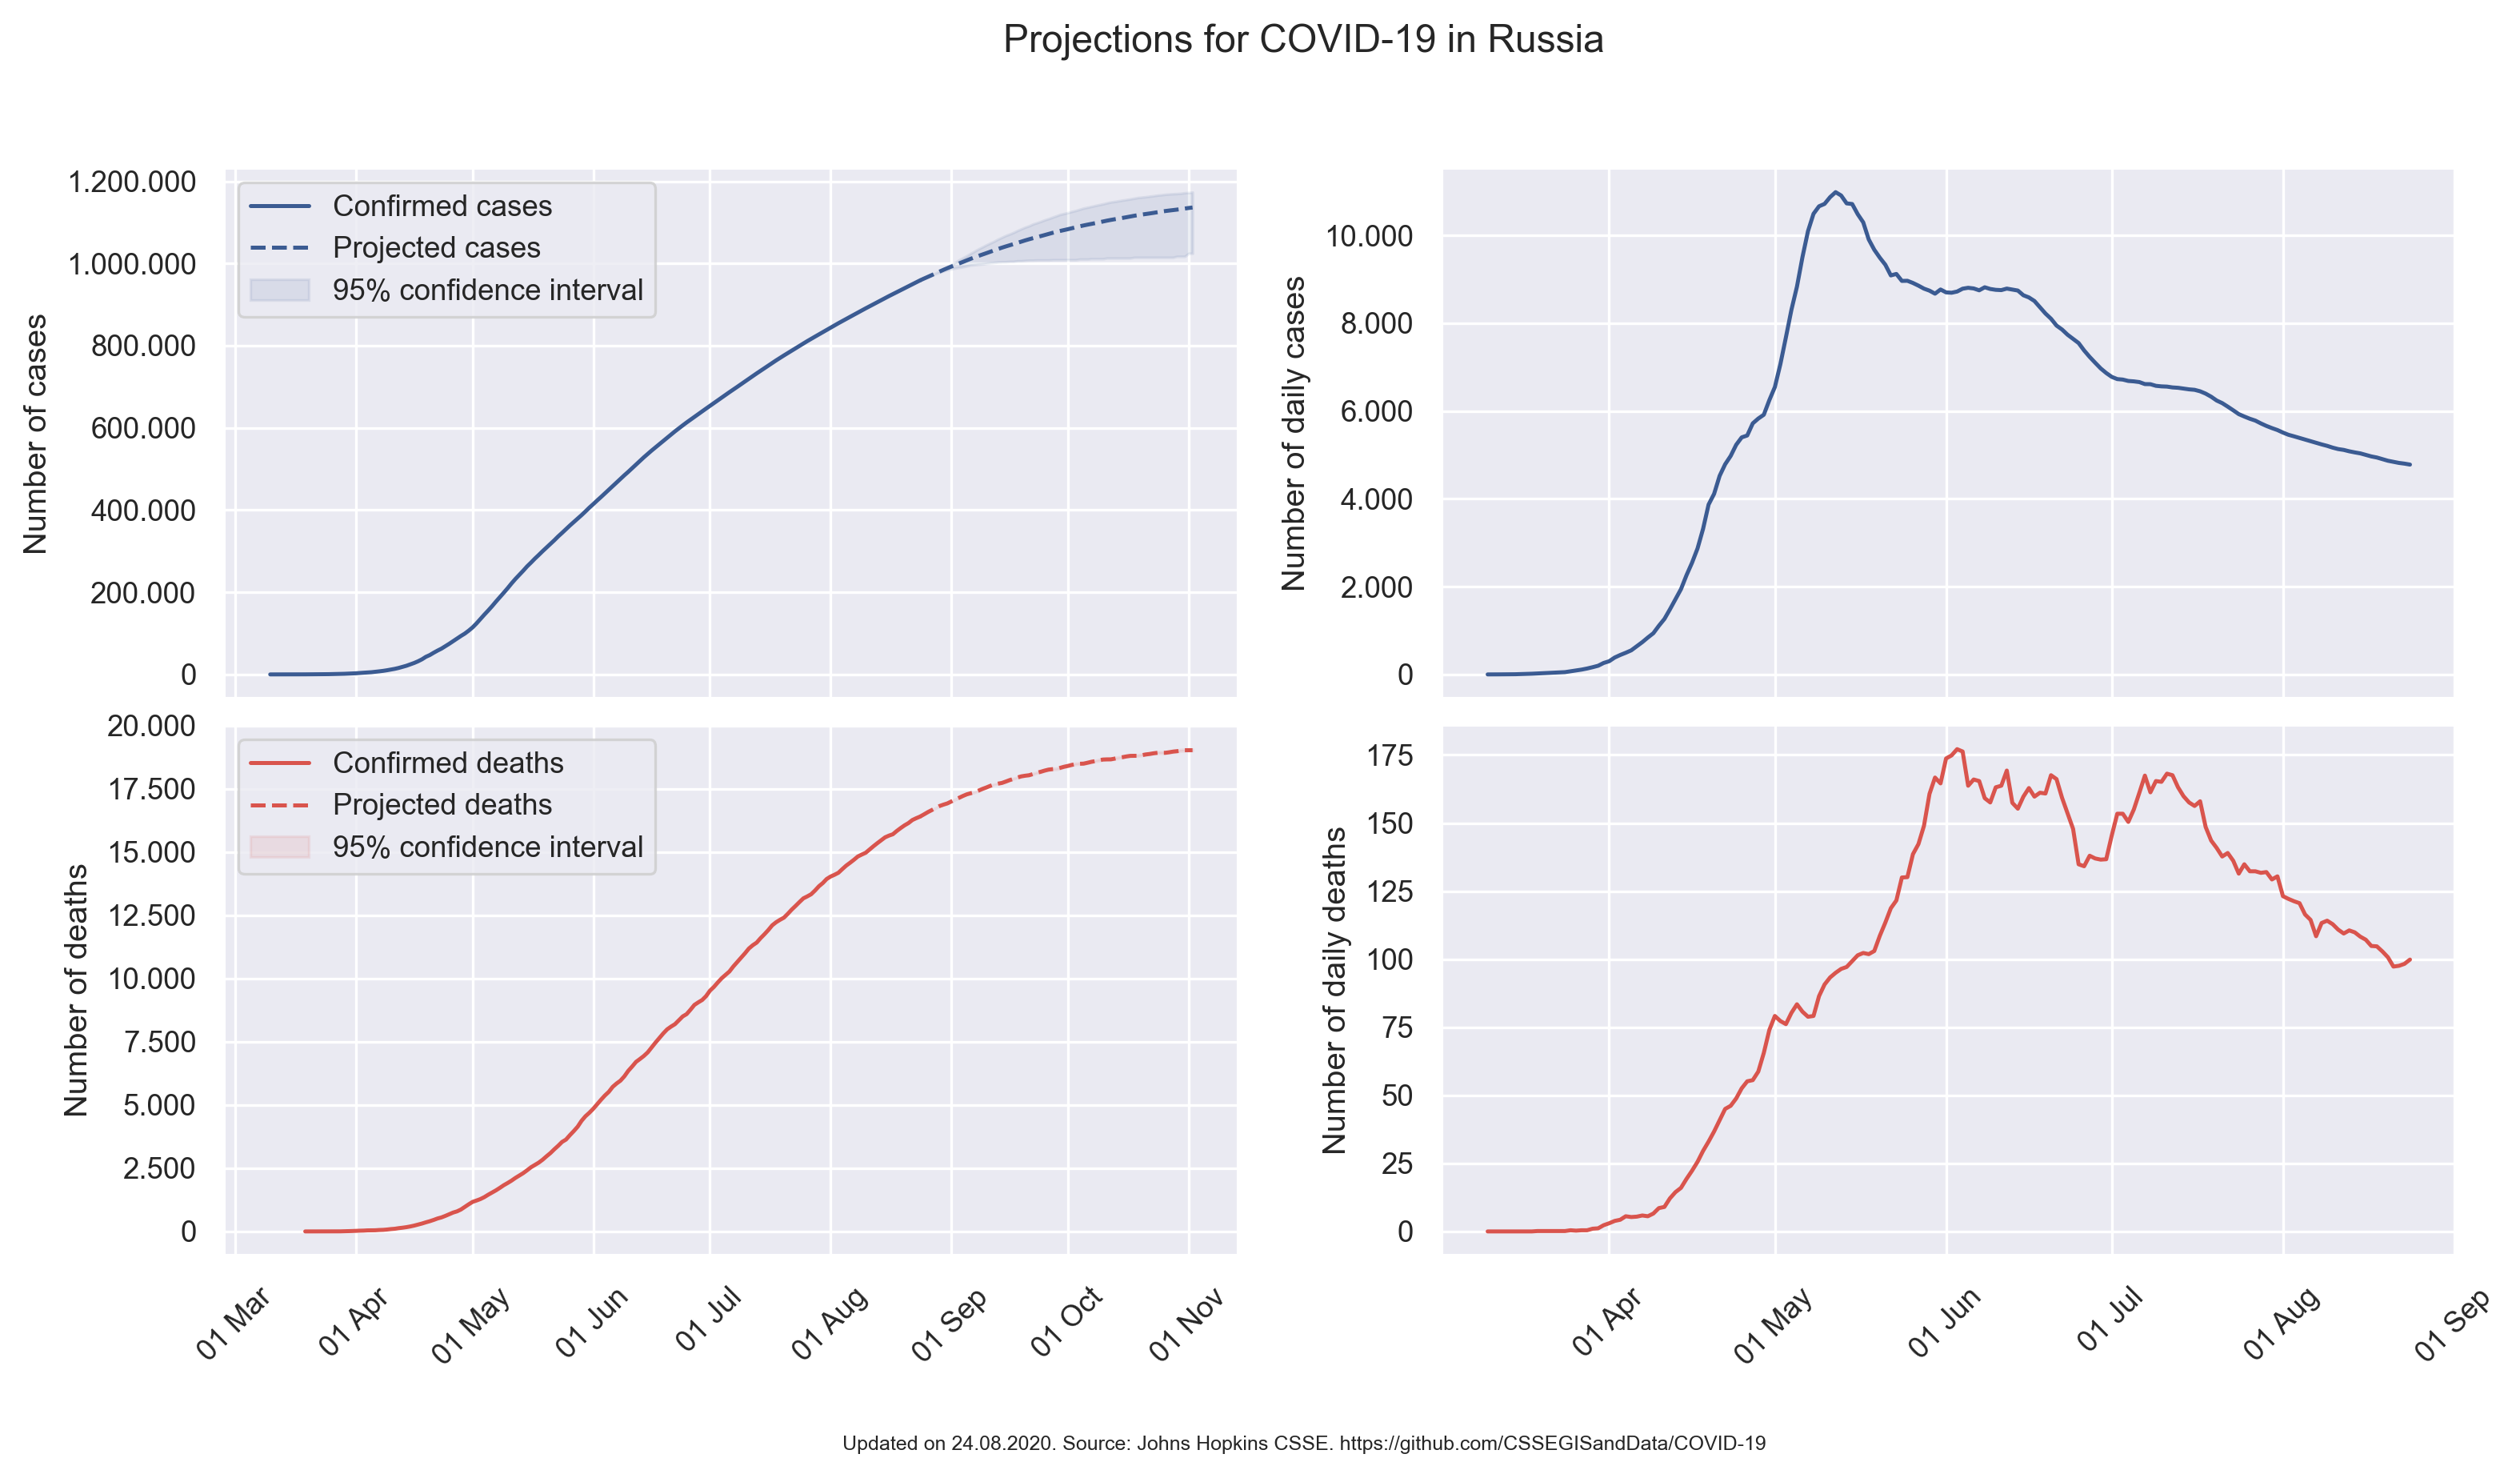 Projections for COVID-19 in Russia
Number of cases
1.200.000
1.000.000
800.000
600.000
400.000
200.000
0
Confirmed cases
Projected cases
95% confidence interval
Number of daily cases
10.000
8.000
6.000
4.000
2.000
0
Number of deaths
20.000
17.500
15.000
12.500
10.000
7.500
5.000
2.500
0
Confirmed deaths
Projected deaths
95% confidence interval
01 Mar
01 Apr
01 May
01 Jun
01 Jul
01 Aug
01 Sep
01 Oct
01 Nov
Number of daily deaths
175
150
125
100
75
50
25
0
01 Apr
01 May
01 Jun
01 Jul
01 Aug
01 Sep
Updated on 24.08.2020. Source: Johns Hopkins CSSE. https://github.com/CSSEGISandData/COVID-19